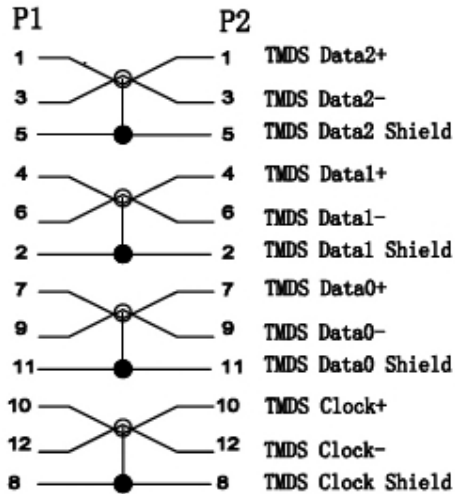 P1 P2
1 1 TMDS Data2+
3 3 TMDS Data2-
5 5 TMDS Data2 Shield
4 4 TMDS Data1+
6 6 TMDS Data1-
2 2 TMDS Data1 Shield
7 7 TMDS Data0+
9 9 TMDS Data0-
11 11 TMDS Data0 Shield
10 10 TMDS Clock+
12 12 TMDS Clock-
8 8 TMDS Clock Shield